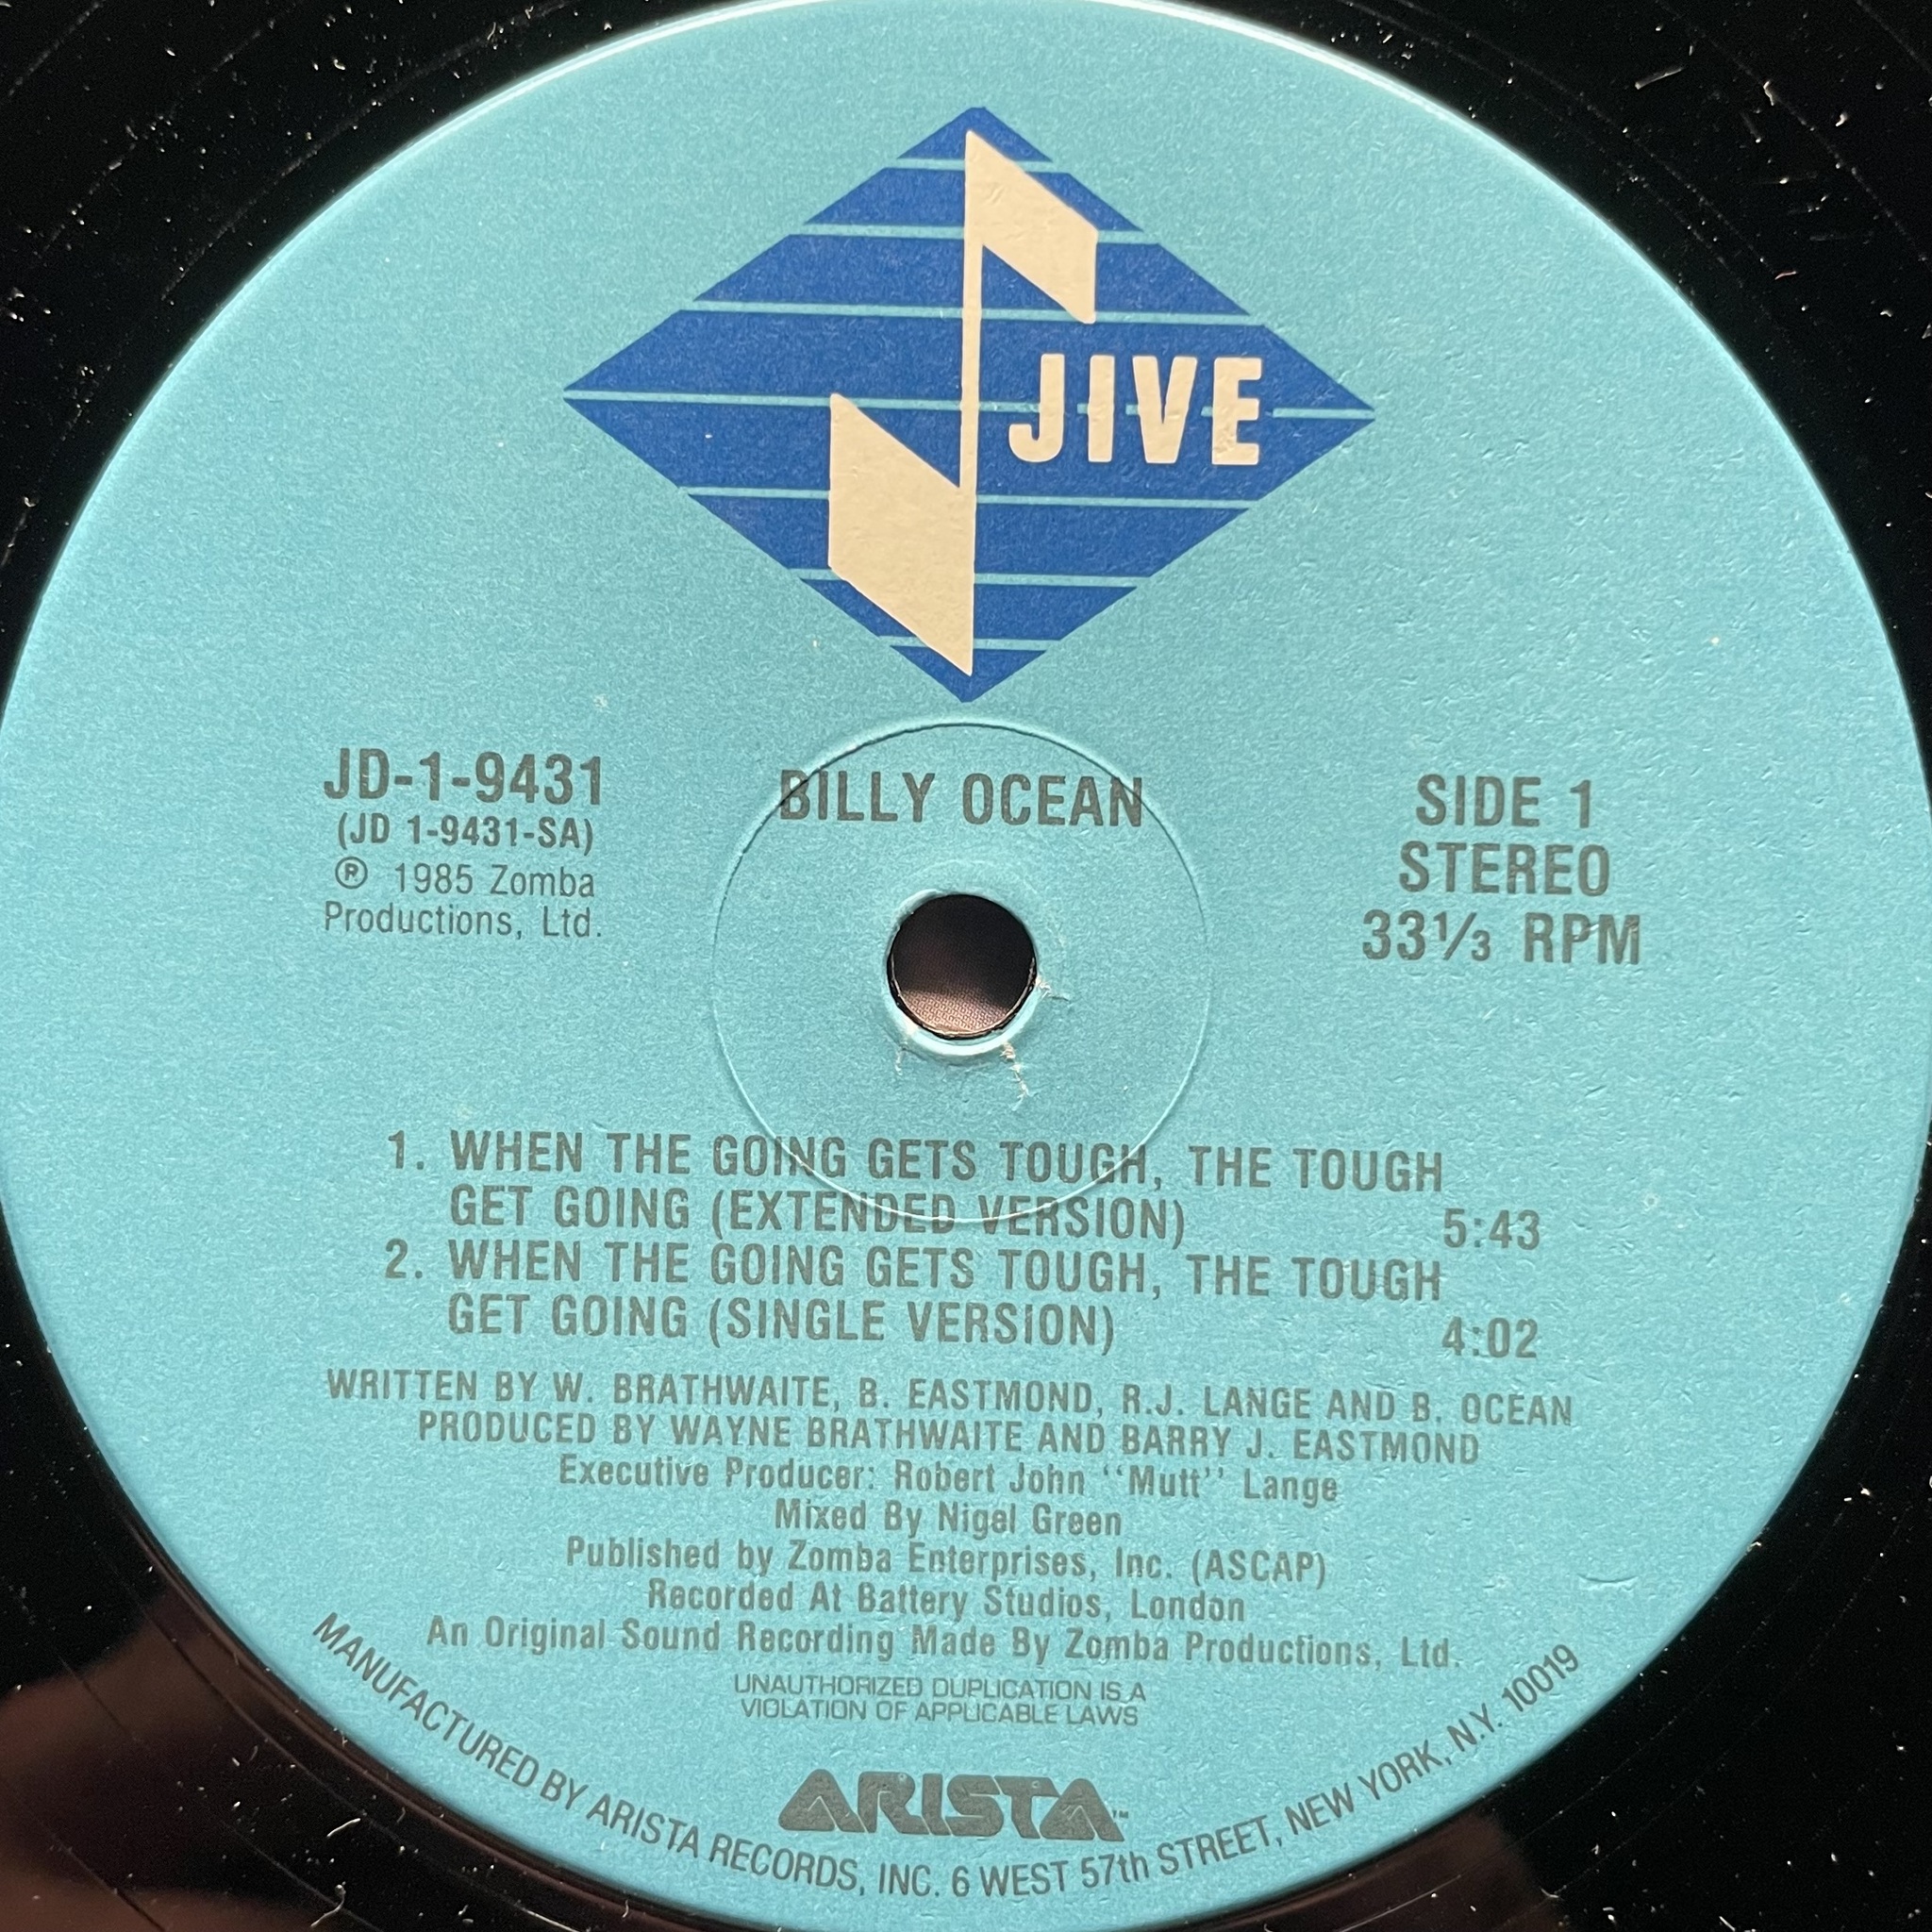 JIVE
JD-1-9431
(JD 1-9431-SA)
Ⓡ 1985 Zomba
Productions, Ltd.
BILLY OCEAN
SIDE 1
STEREO
33⅓ RPM
1. WHEN THE GOING GETS TOUGH, THE TOUGH
GET GOING (EXTENDED VERSION) 5:43
2. WHEN THE GOING GETS TOUGH, THE TOUGH
GET GOING (SINGLE VERSION) 4:02
WRITTEN BY W. BRATHWAITE, B. EASTMOND, R.J. LANGE AND B. OCEAN
PRODUCED BY WAYNE BRATHWAITE AND BARRY J. EASTMOND
Executive Producer: Robert John "Mutt" Lange
Mixed By Nigel Green
Published by Zomba Enterprises, Inc. (ASCAP)
Recorded At Battery Studios, London
An Original Sound Recording Made By Zomba Productions, Ltd.
UNAUTHORIZED DUPLICATION IS A
VIOLATION OF APPLICABLE LAWS
ARISTA™
MANUFACTURED BY ARISTA RECORDS, INC. 6 WEST 57th STREET, NEW YORK, N.Y. 10019